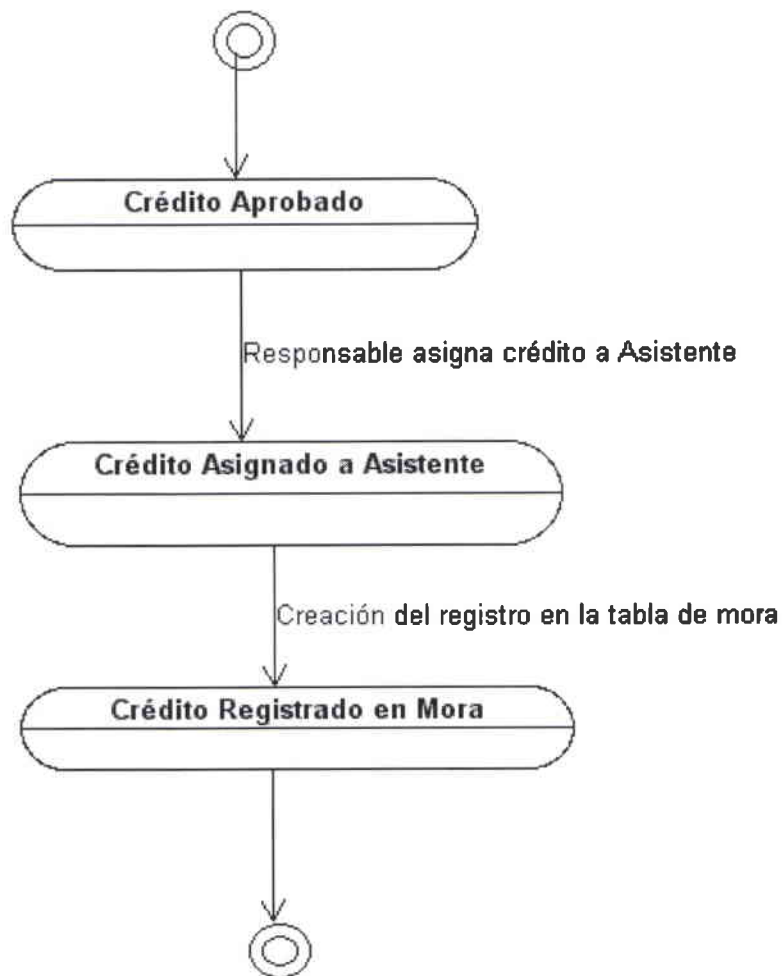 Crédito Aprobado
Responsable asigna crédito a Asistente
Crédito Asignado a Asistente
Creación del registro en la tabla de mora
Crédito Registrado en Mora